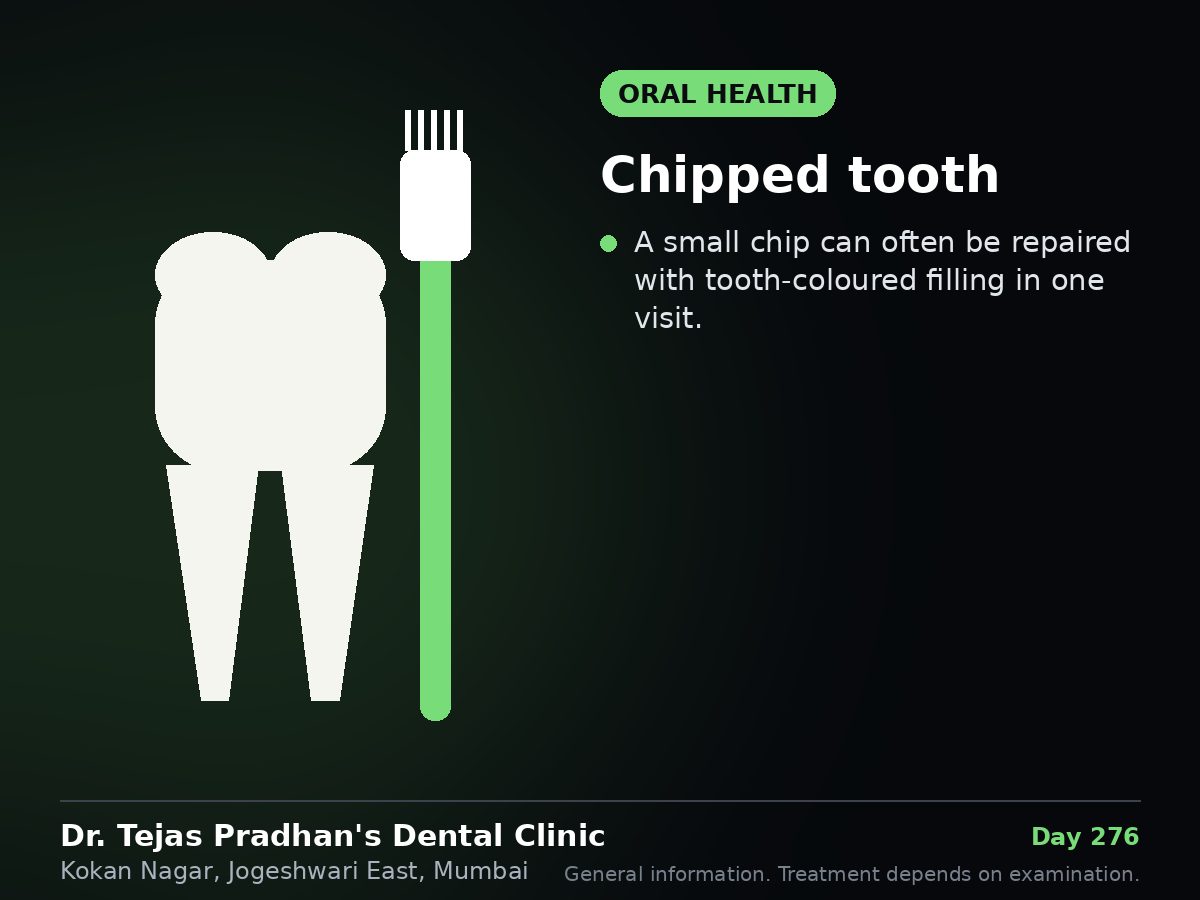 ORAL HEALTH
Chipped tooth
A small chip can often be repaired
with tooth-coloured filling in one
visit.
Dr. Tejas Pradhan's Dental Clinic
Day 276
Kokan Nagar, Jogeshwari East, Mumbai
General information. Treatment depends on examination.